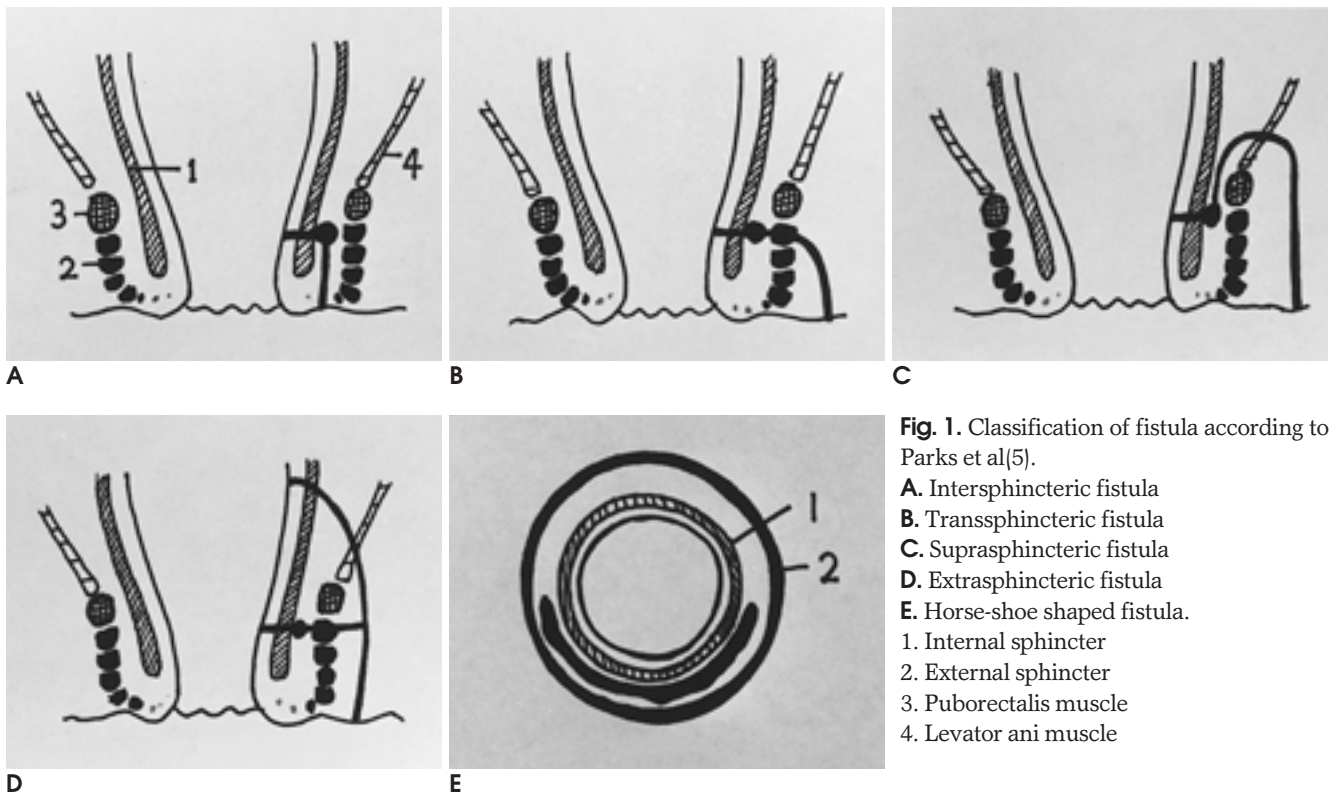 1
4
3
2
A
B
C
1
2
D
E
Fig. 1. Classification of fistula according to
Parks et al(5).
A. Intersphincteric fistula
B. Transsphincteric fistula
C. Suprasphincteric fistula
D. Extrasphincteric fistula
E. Horse-shoe shaped fistula.
1. Internal sphincter
2. External sphincter
3. Puborectalis muscle
4. Levator ani muscle